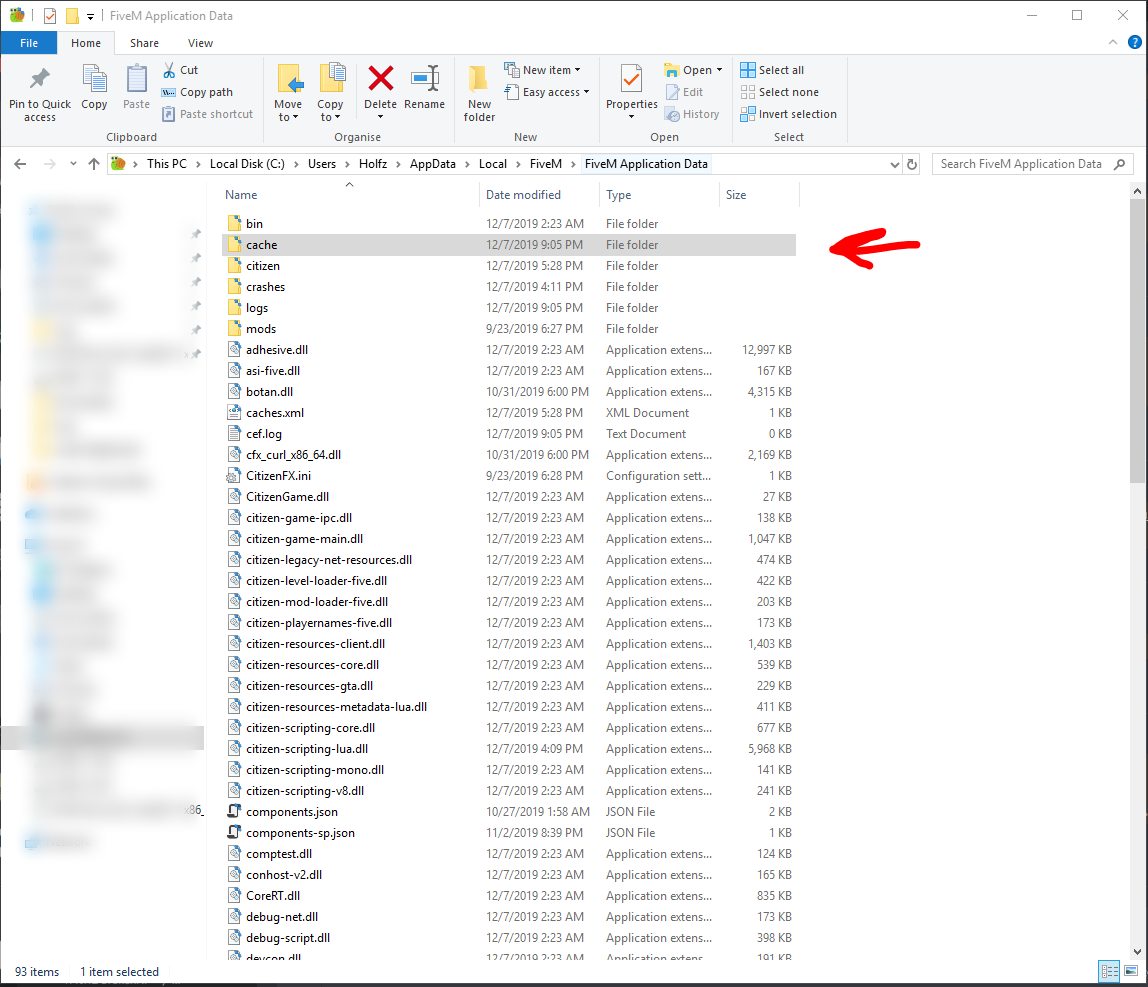 FiveM Application Data
File Home Share View
Pin to Quick access
Copy
Paste
Cut
Copy path
Paste shortcut
Clipboard
Move to
Copy to
Delete
Rename
Organise
New folder
New item
Easy access
New
Properties
Open
Edit
History
Open
Select all
Select none
Invert selection
Select
This PC > Local Disk (C:) > Users > Holfz > AppData > Local > FiveM > FiveM Application Data
Search FiveM Application Data
Name Date modified Type Size
bin 12/7/2019 2:23 AM File folder
cache 12/7/2019 9:05 PM File folder
citizen 12/7/2019 5:28 PM File folder
crashes 12/7/2019 4:11 PM File folder
logs 12/7/2019 9:05 PM File folder
mods 9/23/2019 6:27 PM File folder
adhesive.dll 12/7/2019 2:23 AM Application extens... 12,997 KB
asi-five.dll 12/7/2019 2:23 AM Application extens... 167 KB
botan.dll 10/31/2019 6:00 PM Application extens... 4,315 KB
caches.xml 12/7/2019 5:28 PM XML Document 1 KB
cef.log 12/7/2019 9:05 PM Text Document 0 KB
cfx_curl_x86_64.dll 10/31/2019 6:00 PM Application extens... 2,169 KB
CitizenFX.ini 9/23/2019 6:28 PM Configuration sett... 1 KB
CitizenGame.dll 12/7/2019 2:23 AM Application extens... 27 KB
citizen-game-ipc.dll 12/7/2019 2:23 AM Application extens... 138 KB
citizen-game-main.dll 12/7/2019 2:23 AM Application extens... 1,047 KB
citizen-legacy-net-resources.dll 12/7/2019 2:23 AM Application extens... 474 KB
citizen-level-loader-five.dll 12/7/2019 2:23 AM Application extens... 422 KB
citizen-mod-loader-five.dll 12/7/2019 2:23 AM Application extens... 203 KB
citizen-playernames-five.dll 12/7/2019 2:23 AM Application extens... 173 KB
citizen-resources-client.dll 12/7/2019 2:23 AM Application extens... 1,403 KB
citizen-resources-core.dll 12/7/2019 2:23 AM Application extens... 539 KB
citizen-resources-gta.dll 12/7/2019 2:23 AM Application extens... 229 KB
citizen-resources-metadata-lua.dll 12/7/2019 2:23 AM Application extens... 411 KB
citizen-scripting-core.dll 12/7/2019 2:23 AM Application extens... 677 KB
citizen-scripting-lua.dll 12/7/2019 4:09 PM Application extens... 5,968 KB
citizen-scripting-mono.dll 12/7/2019 2:23 AM Application extens... 141 KB
citizen-scripting-v8.dll 12/7/2019 2:23 AM Application extens... 241 KB
components.json 10/27/2019 1:58 AM JSON File 2 KB
components-sp.json 11/2/2019 8:39 PM JSON File 1 KB
comptest.dll 12/7/2019 2:23 AM Application extens... 124 KB
conhost-v2.dll 12/7/2019 2:23 AM Application extens... 165 KB
CoreRT.dll 12/7/2019 2:23 AM Application extens... 835 KB
debug-net.dll 12/7/2019 2:23 AM Application extens... 173 KB
debug-script.dll 12/7/2019 2:23 AM Application extens... 398 KB
devcon.dll 12/7/2019 2:23 AM Application extens... 191 KB
93 items 1 item selected